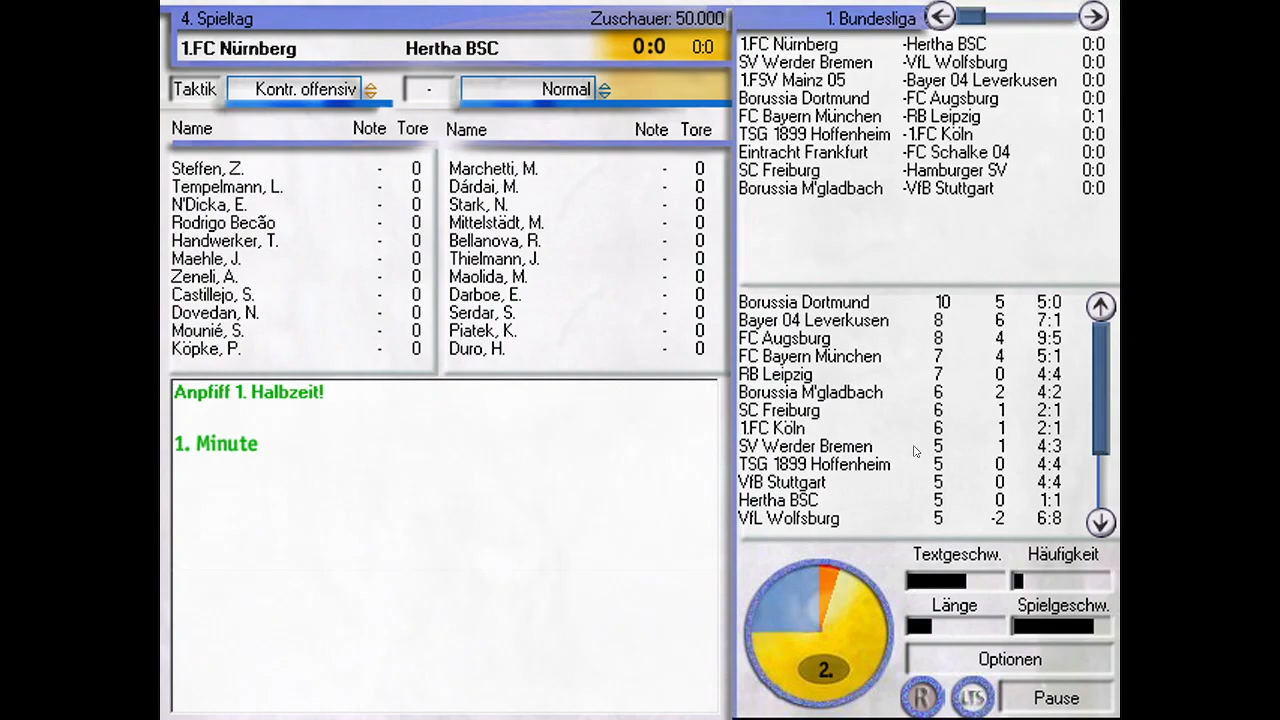 4. Spieltag Zuschauer: 50.000
1.FC Nürnberg Hertha BSC 0:0 0:0
Taktik Kontr. offensiv - Normal
Name Note Tore Name Note Tore
Steffen, Z. - 0 Marchetti, M. - 0
Tempelmann, L. - 0 Dárdai, M. - 0
N'Dicka, E. - 0 Stark, N. - 0
Rodrigo Becão - 0 Mittelstädt, M. - 0
Handwerker, T. - 0 Bellanova, R. - 0
Maehle, J. - 0 Thielmann, J. - 0
Zeneli, A. - 0 Maolida, M. - 0
Castillejo, S. - 0 Darboe, E. - 0
Dovedan, N. - 0 Serdar, S. - 0
Mounié, S. - 0 Piatek, K. - 0
Köpke, P. - 0 Duro, H. - 0
Anpfiff 1. Halbzeit!
1. Minute
1. Bundesliga
1.FC Nürnberg -Hertha BSC 0:0
SV Werder Bremen -VfL Wolfsburg 0:0
1.FSV Mainz 05 -Bayer 04 Leverkusen 0:0
Borussia Dortmund -FC Augsburg 0:0
FC Bayern München -RB Leipzig 0:1
TSG 1899 Hoffenheim -1.FC Köln 0:0
Eintracht Frankfurt -FC Schalke 04 0:0
SC Freiburg -Hamburger SV 0:0
Borussia M'gladbach -VfB Stuttgart 0:0
Borussia Dortmund 10 5 5:0
Bayer 04 Leverkusen 8 6 7:1
FC Augsburg 8 4 9:5
FC Bayern München 7 4 5:1
RB Leipzig 7 0 4:4
Borussia M'gladbach 6 2 4:2
SC Freiburg 6 1 2:1
1.FC Köln 6 1 2:1
SV Werder Bremen 5 1 4:3
TSG 1899 Hoffenheim 5 0 4:4
VfB Stuttgart 5 0 4:4
Hertha BSC 5 0 1:1
VfL Wolfsburg 5 -2 6:8
Textgeschw. Häufigkeit
Länge Spielgeschw.
2.
Optionen
R LTS Pause